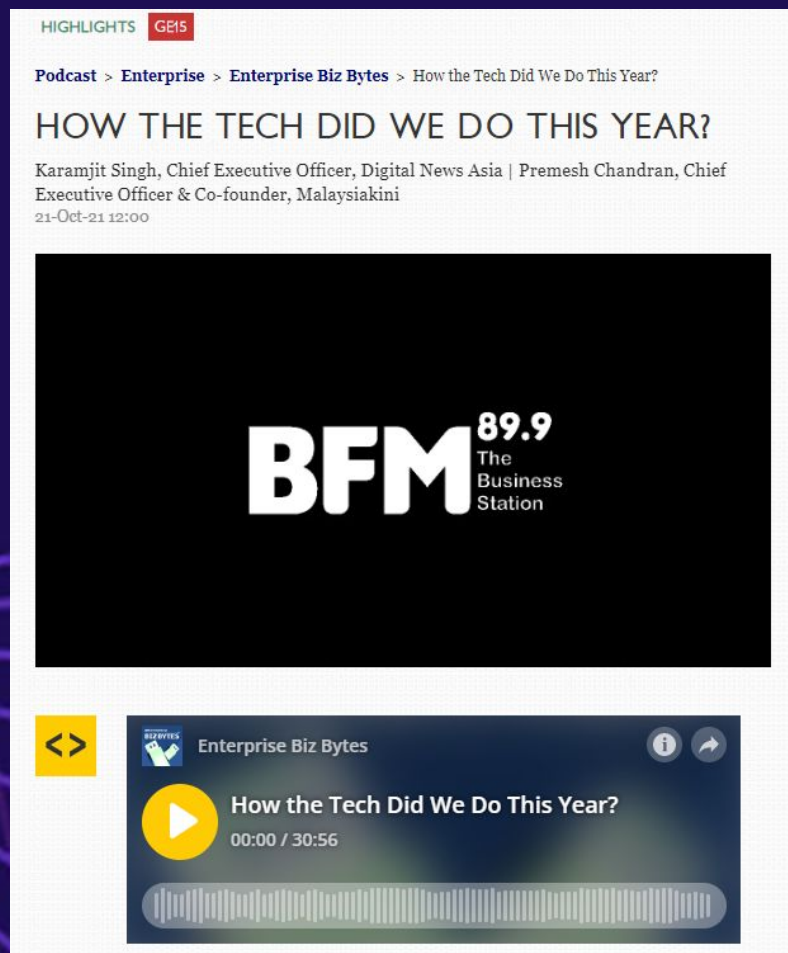 HIGHLIGHTS GE15
Podcast > Enterprise > Enterprise Biz Bytes > How the Tech Did We Do This Year?
HOW THE TECH DID WE DO THIS YEAR?
Karamjit Singh, Chief Executive Officer, Digital News Asia | Premesh Chandran, Chief
Executive Officer & Co-founder, Malaysiakini
21-Oct-21 12:00
BFM 89.9
The
Business
Station
<>
BIZ BYTES
Enterprise Biz Bytes
How the Tech Did We Do This Year?
00:00 / 30:56